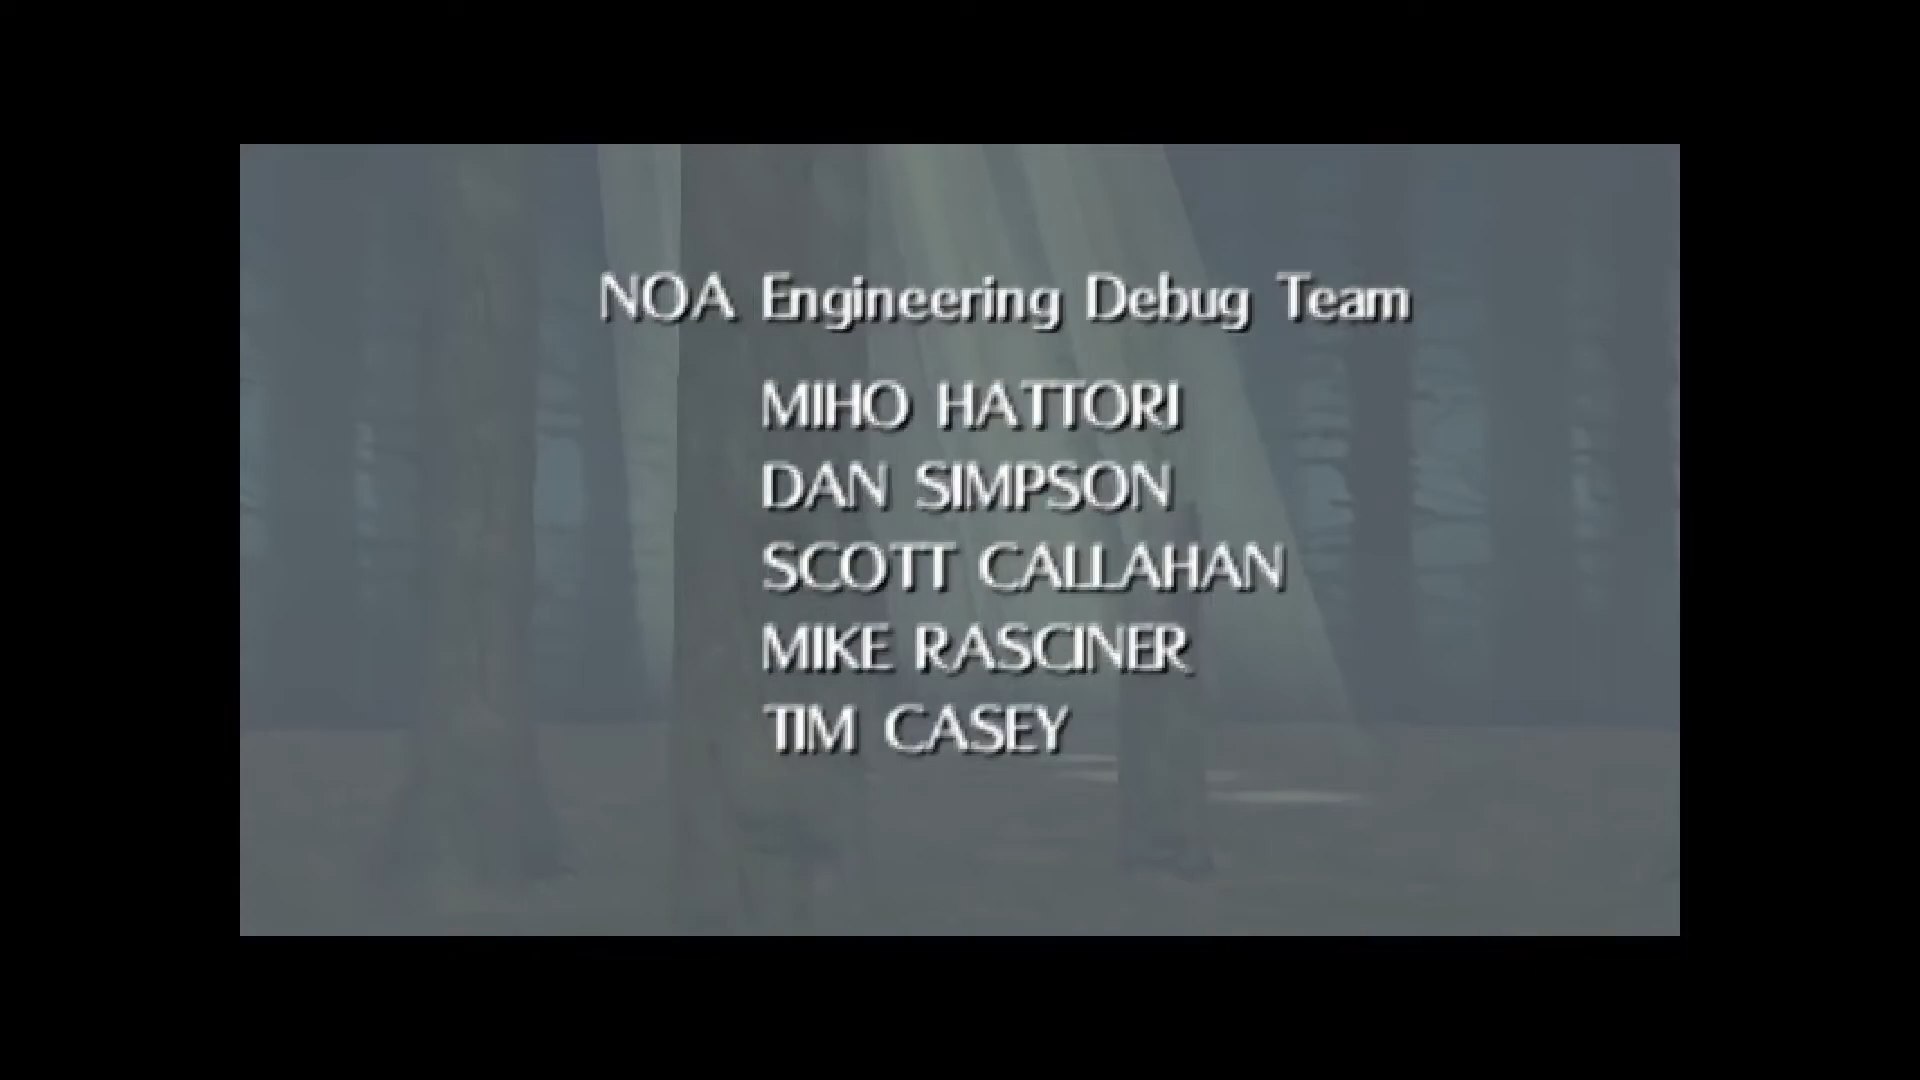 NOA Engineering Debug Team
MIHO HATTORI
DAN SIMPSON
SCOTT CALLAHAN
MIKE RASCINER
TIM CASEY